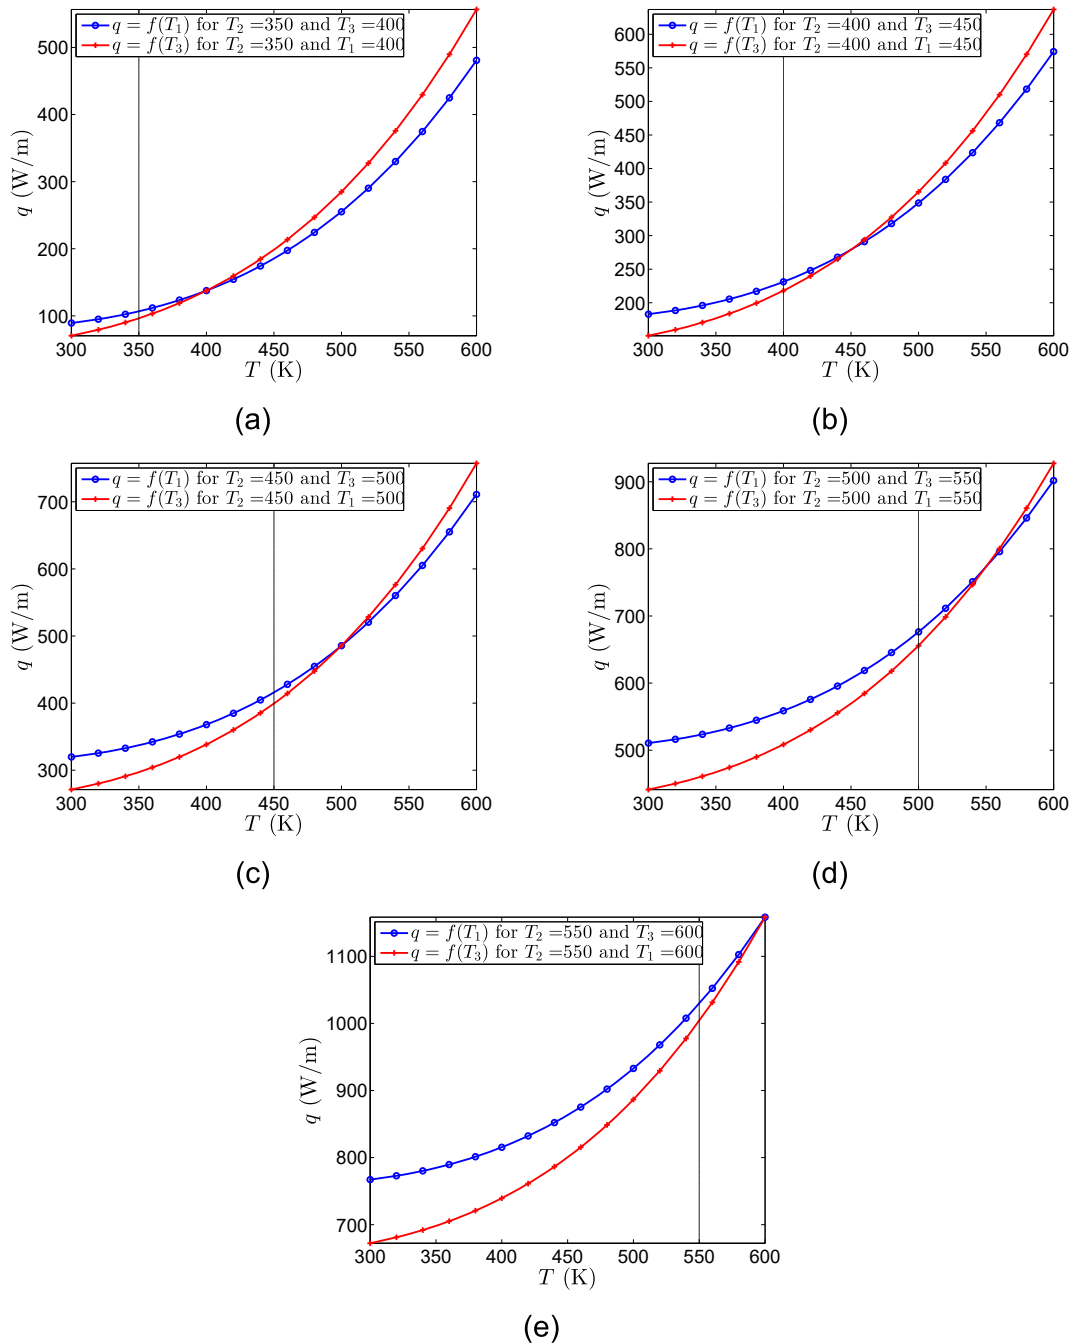 q = f(T₁) for T₂ =350 and T₃ =400
q = f(T₃) for T₂ =350 and T₁ =400
500
400
300
200
100
q (W/m)
300 350 400 450 500 550 600
T (K)
(a)
q = f(T₁) for T₂ =400 and T₃ =450
q = f(T₃) for T₂ =400 and T₁ =450
600
550
500
450
400
350
300
250
200
q (W/m)
300 350 400 450 500 550 600
T (K)
(b)
q = f(T₁) for T₂ =450 and T₃ =500
q = f(T₃) for T₂ =450 and T₁ =500
700
600
500
400
300
q (W/m)
300 350 400 450 500 550 600
T (K)
(c)
q = f(T₁) for T₂ =500 and T₃ =550
q = f(T₃) for T₂ =500 and T₁ =550
900
800
700
600
500
q (W/m)
300 350 400 450 500 550 600
T (K)
(d)
q = f(T₁) for T₂ =550 and T₃ =600
q = f(T₃) for T₂ =550 and T₁ =600
1100
1000
900
800
700
q (W/m)
300 350 400 450 500 550 600
T (K)
(e)